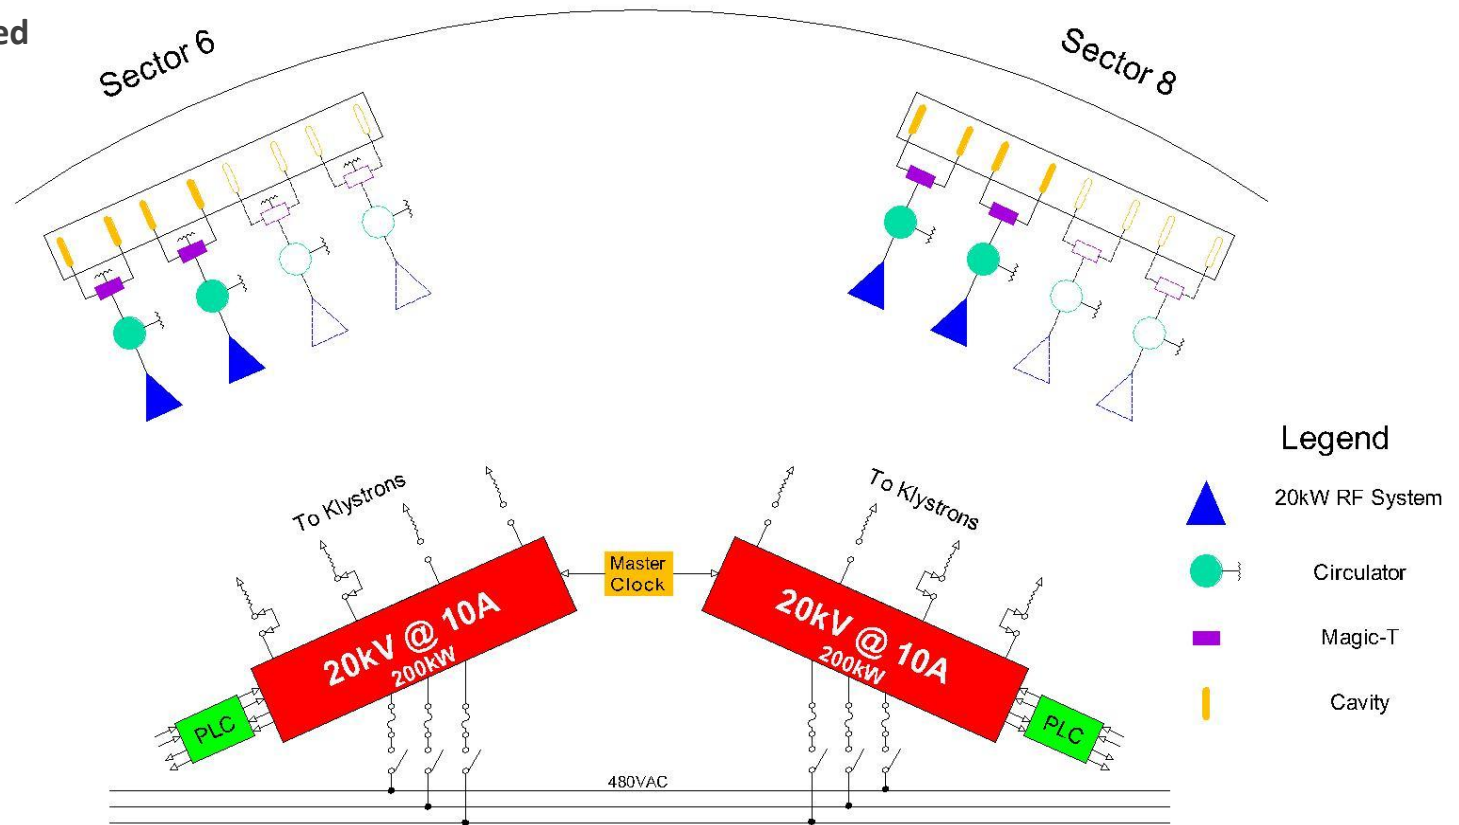 ed
Sector 6
Sector 8
Legend
20kW RF System
Circulator
Magic-T
Cavity
To Klystrons
To Klystrons
Master
Clock
20kV @ 10A
200kW
20kV @ 10A
200kW
PLC
PLC
480VAC